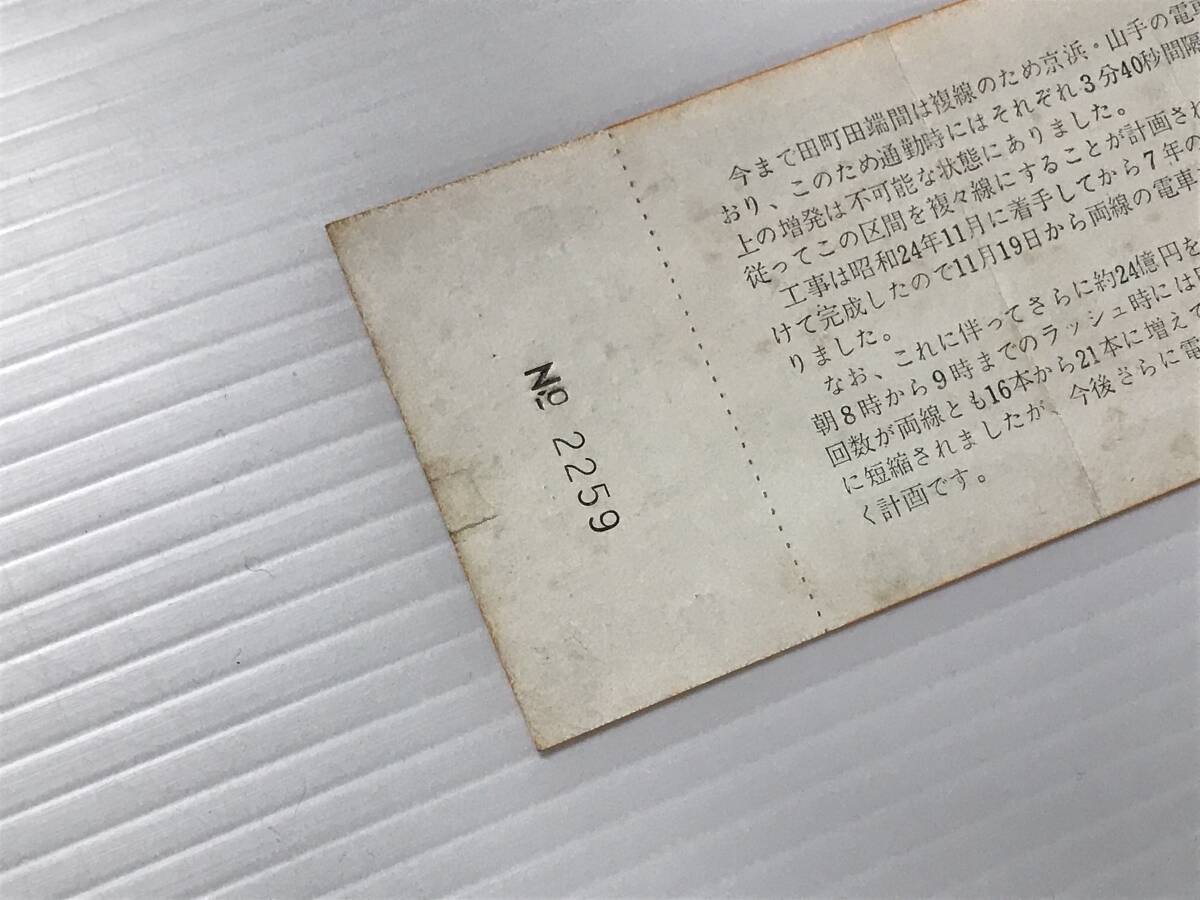 今まで田町田端間は複線のため京浜・山手の電車
おり、このため通勤時にはそれぞれ3分40秒間隔
上の増発は不可能な状態にありました。
従ってこの区間を複々線にすることが計画され
工事は昭和24年11月に着手してから7年の
けて完成したので11月19日から両線の電車
りました。
なお、これに伴ってさらに約24億円を
朝8時から9時までのラッシュ時には
回数が両線とも16本から21本に増えて
に短縮されましたが、今後さらに電
く計画です。
№ 2259